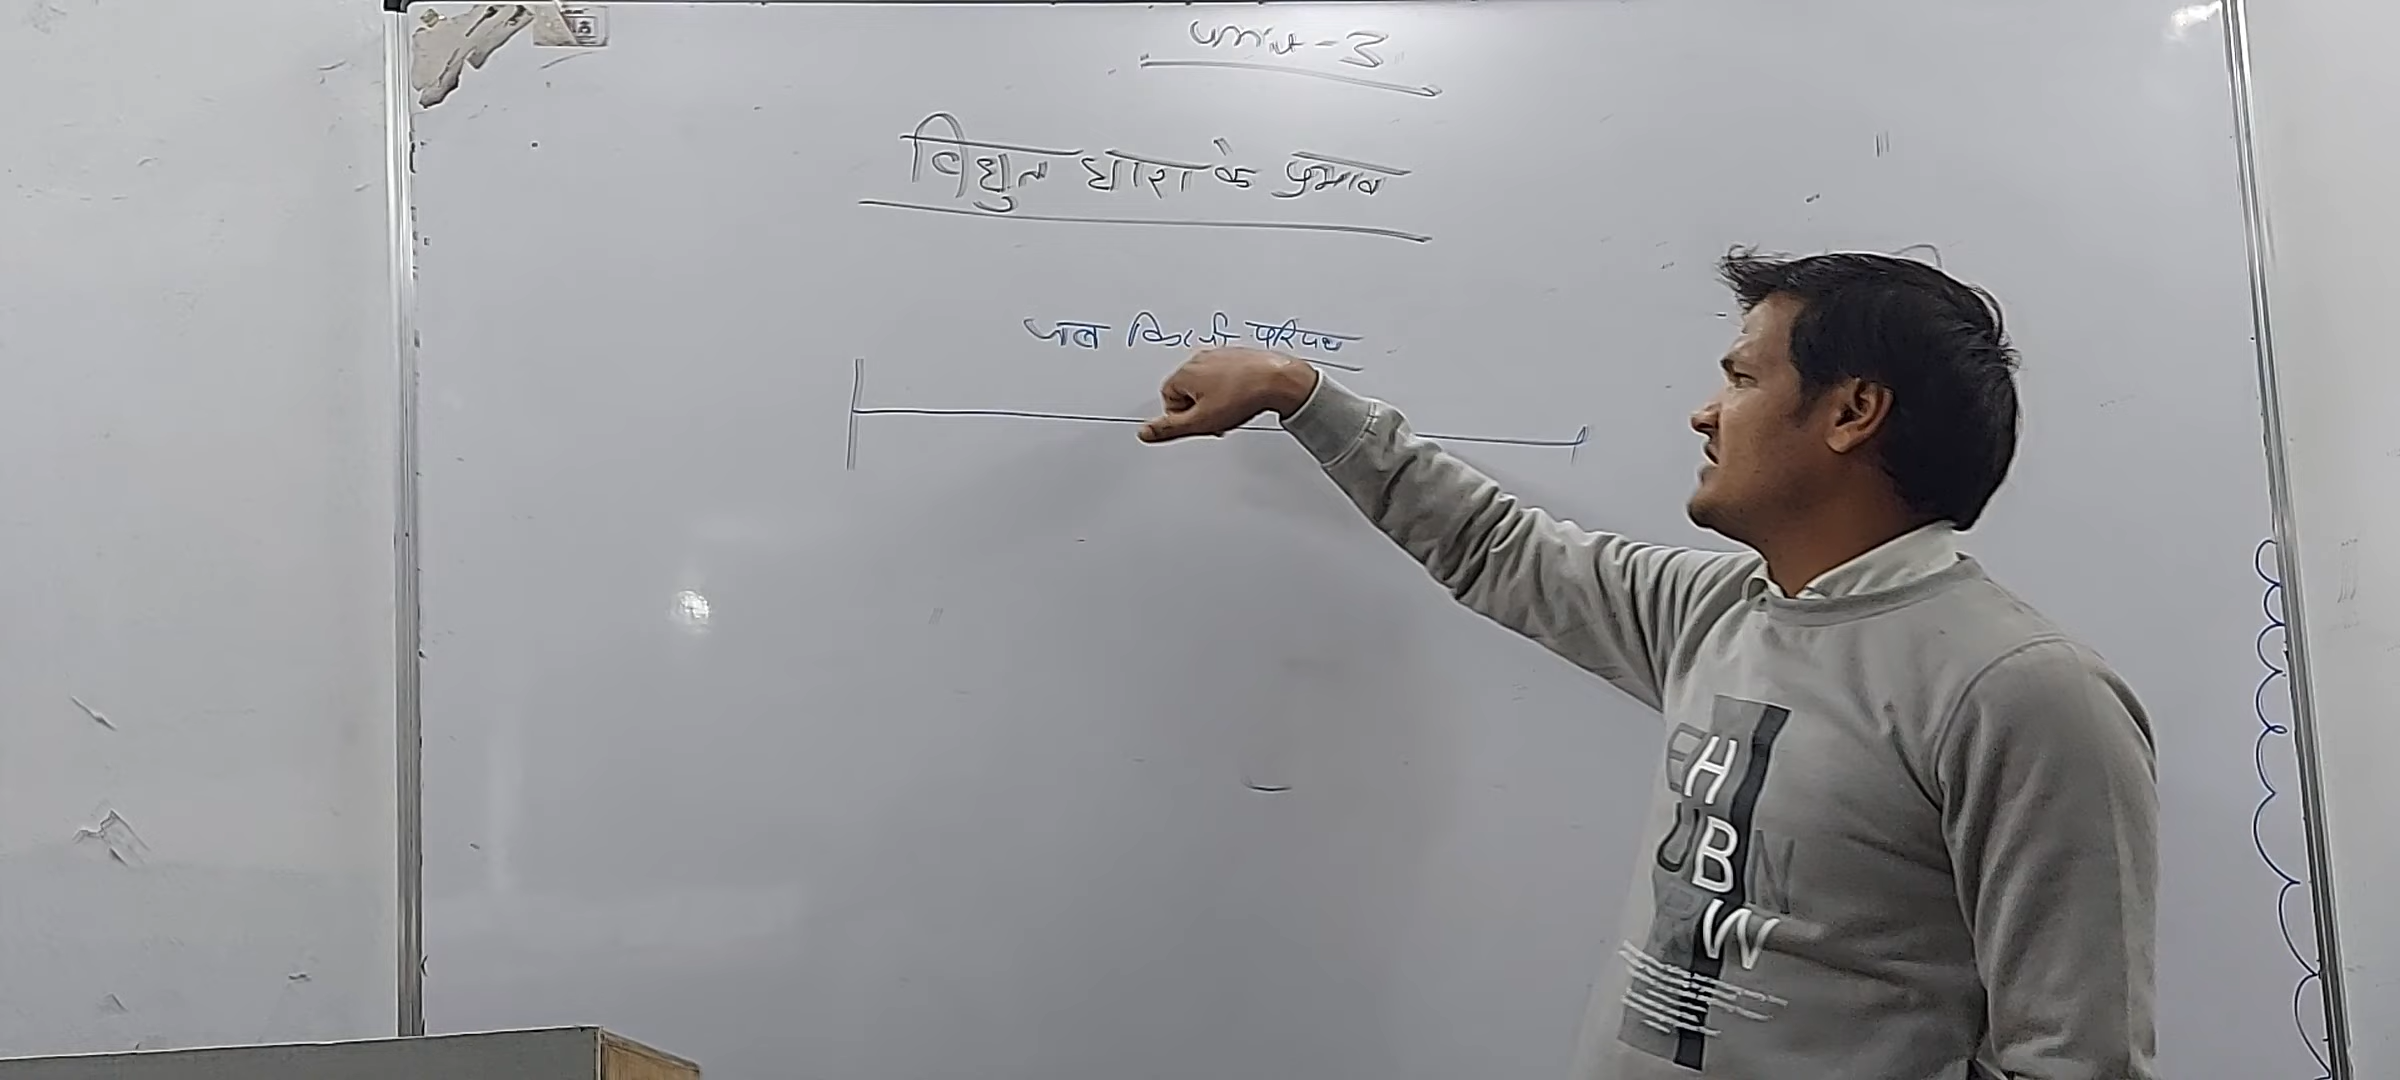 unit-3
विधुत धारा के प्रभाव
जब किसी परिपथ
H
B
W